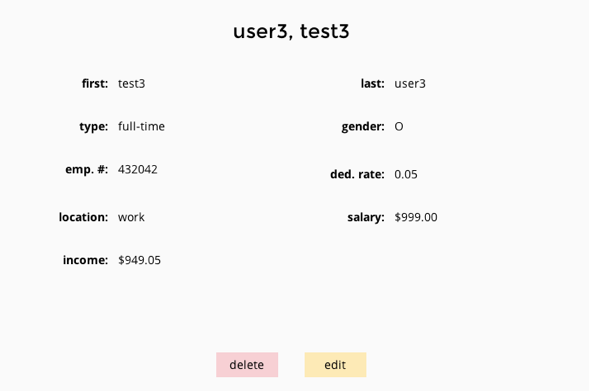 user3, test3
first: test3 last: user3
type: full-time gender: O
emp. #: 432042
ded. rate: 0.05
location: work salary: $999.00
income: $949.05
delete edit